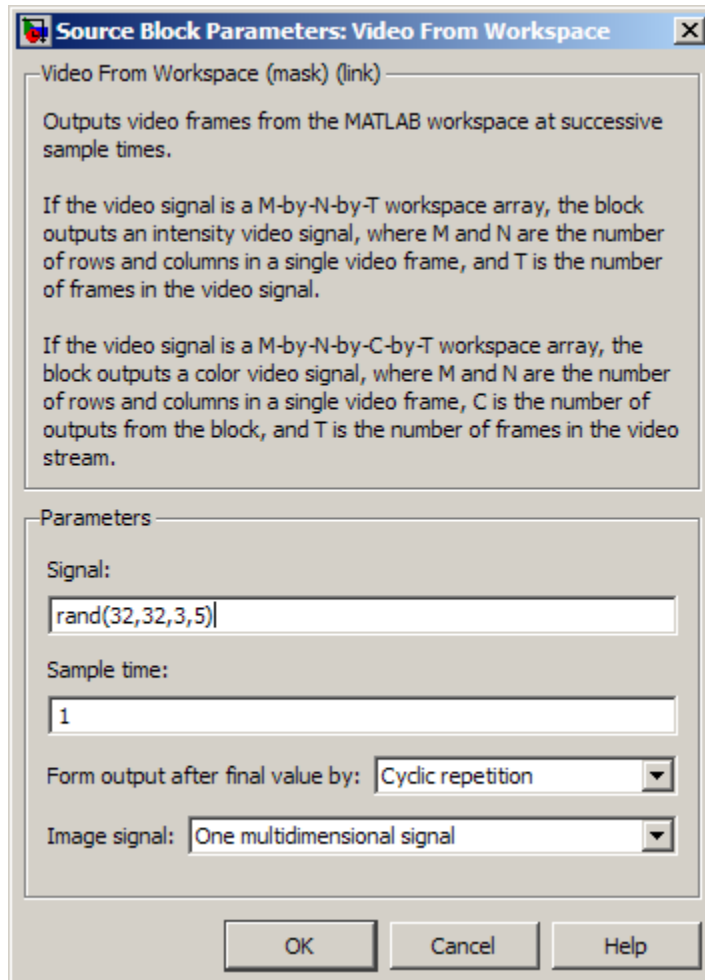 Source Block Parameters: Video From Workspace
Video From Workspace (mask) (link)
Outputs video frames from the MATLAB workspace at successive
sample times.
If the video signal is a M-by-N-by-T workspace array, the block
outputs an intensity video signal, where M and N are the number
of rows and columns in a single video frame, and T is the number
of frames in the video signal.
If the video signal is a M-by-N-by-C-by-T workspace array, the
block outputs a color video signal, where M and N are the number
of rows and columns in a single video frame, C is the number of
outputs from the block, and T is the number of frames in the video
stream.
Parameters
Signal:
rand(32,32,3,5)
Sample time:
1
Form output after final value by: Cyclic repetition
Image signal: One multidimensional signal
OK Cancel Help